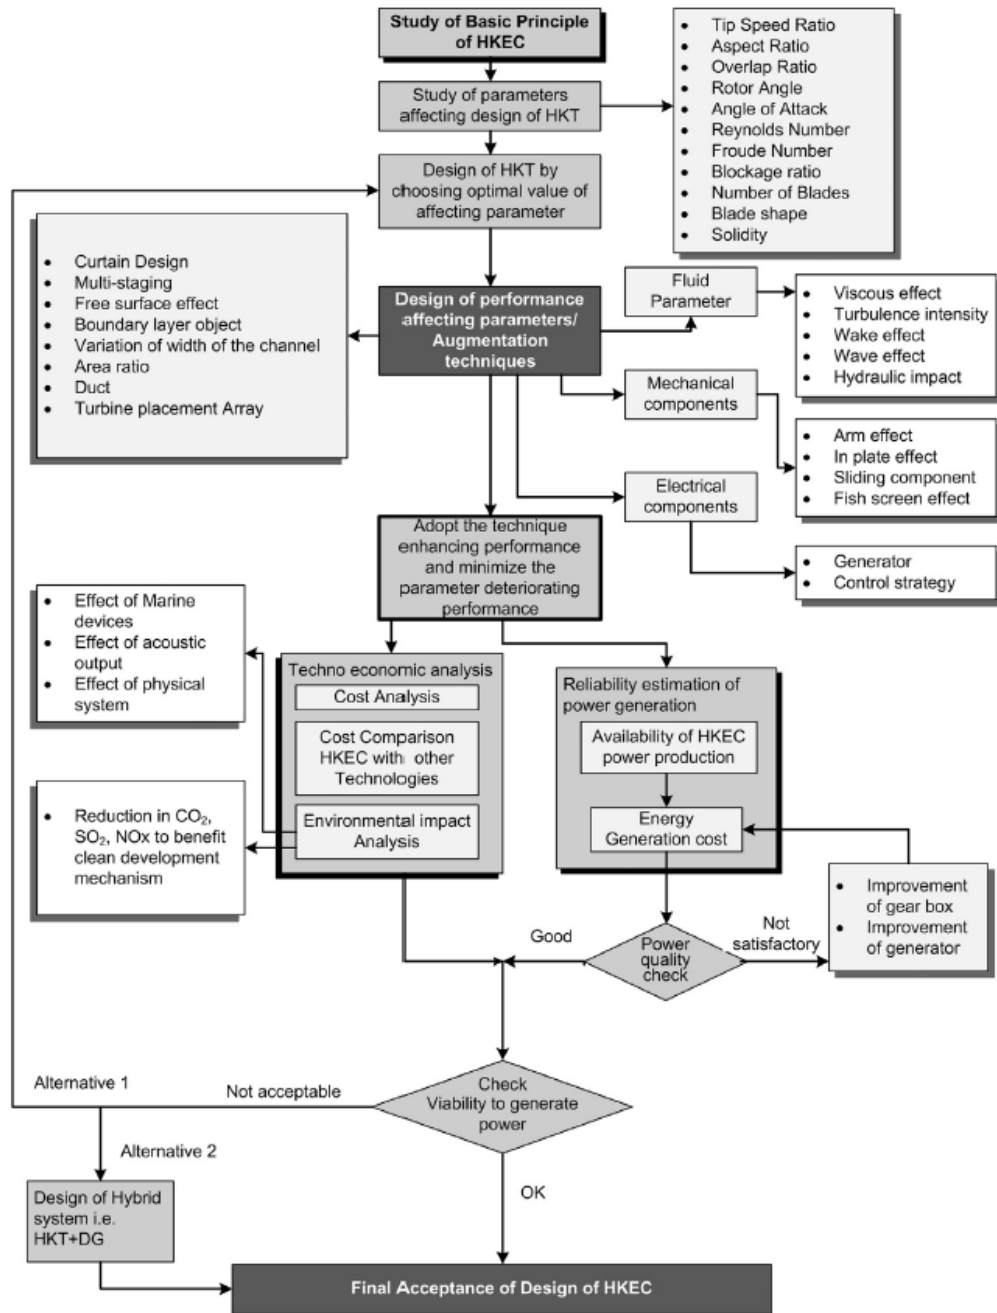 Study of Basic Principle
of HKEC
Study of parameters
affecting design of HKT
• Tip Speed Ratio
• Aspect Ratio
• Overlap Ratio
• Rotor Angle
• Angle of Attack
• Reynolds Number
• Froude Number
• Blockage ratio
• Number of Blades
• Blade shape
• Solidity
Design of HKT by
choosing optimal value of
affecting parameter
• Curtain Design
• Multi-staging
• Free surface effect
• Boundary layer object
• Variation of width of the channel
• Area ratio
• Duct
• Turbine placement Array
Design of performance
affecting parameters/
Augmentation
techniques
Fluid
Parameter
• Viscous effect
• Turbulence intensity
• Wake effect
• Wave effect
• Hydraulic impact
Mechanical
components
• Arm effect
• In plate effect
• Sliding component
• Fish screen effect
Electrical
components
• Generator
• Control strategy
Adopt the technique
enhancing performance
and minimize the
parameter deteriorating
performance
• Effect of Marine
devices
• Effect of acoustic
output
• Effect of physical
system
Techno economic analysis
Cost Analysis
Cost Comparison
HKEC with other
Technologies
Environmental impact
Analysis
• Reduction in CO₂,
SO₂, NOx to benefit
clean development
mechanism
Reliability estimation of
power generation
Availability of HKEC
power production
Energy
Generation cost
• Improvement
of gear box
• Improvement
of generator
Good
Power
quality
check
Not
satisfactory
Check
Viability to generate
power
Not acceptable
Alternative 1
Alternative 2
OK
Design of Hybrid
system i.e.
HKT+DG
Final Acceptance of Design of HKEC